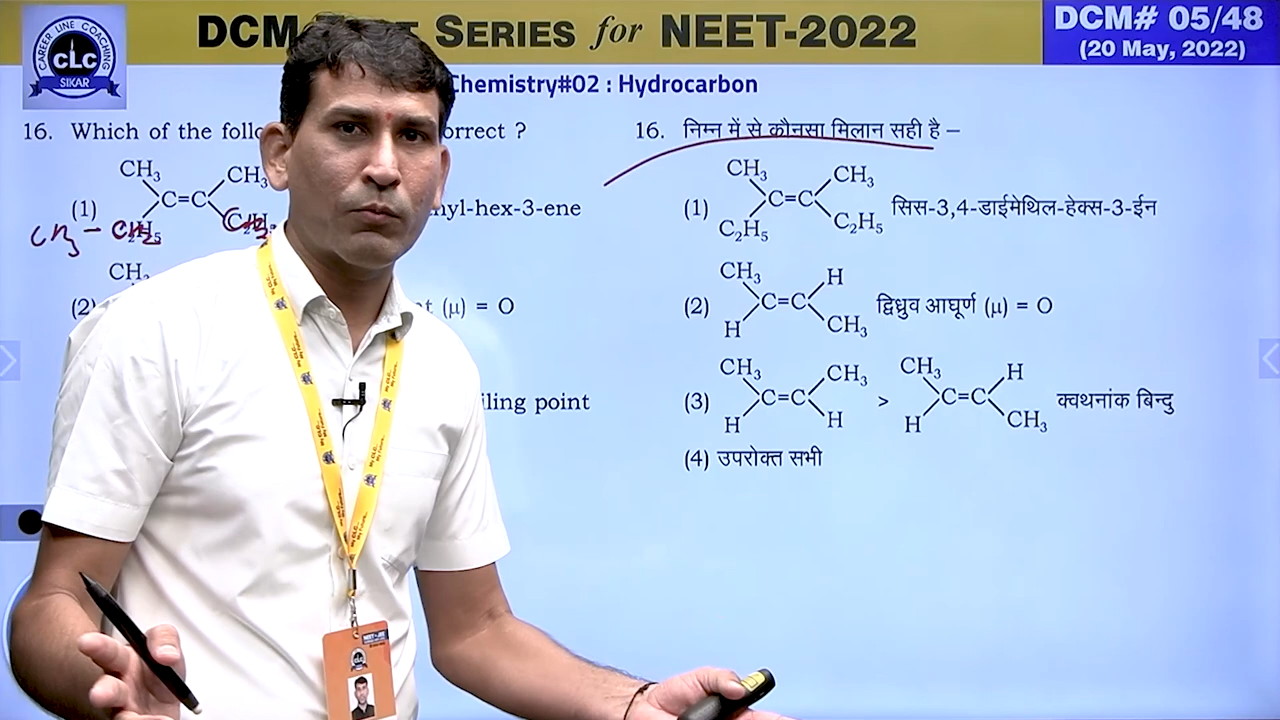 CAREER LINE COACHING
CLC
SIKAR
DCM SERIES for NEET-2022
DCM# 05/48
(20 May, 2022)
Chemistry#02 : Hydrocarbon
16. Which of the orrect ?
CH₃ CH₃
(1) C=C nyl-hex-3-ene
CH₃ –
CH₃
(2) (μ) = O
iling point
16. निम्न में से कौनसा मिलान सही है –
CH₃ CH₃
(1) C=C सिस-3,4-डाईमेथिल-हेक्स-3-ईन
C₂H₅ C₂H₅
CH₃ H
(2) C=C द्विध्रुव आघूर्ण (μ) = O
H CH₃
CH₃ CH₃ CH₃ H
(3) C=C > C=C क्वथनांक बिन्दु
H H H CH₃
(4) उपरोक्त सभी
CLC